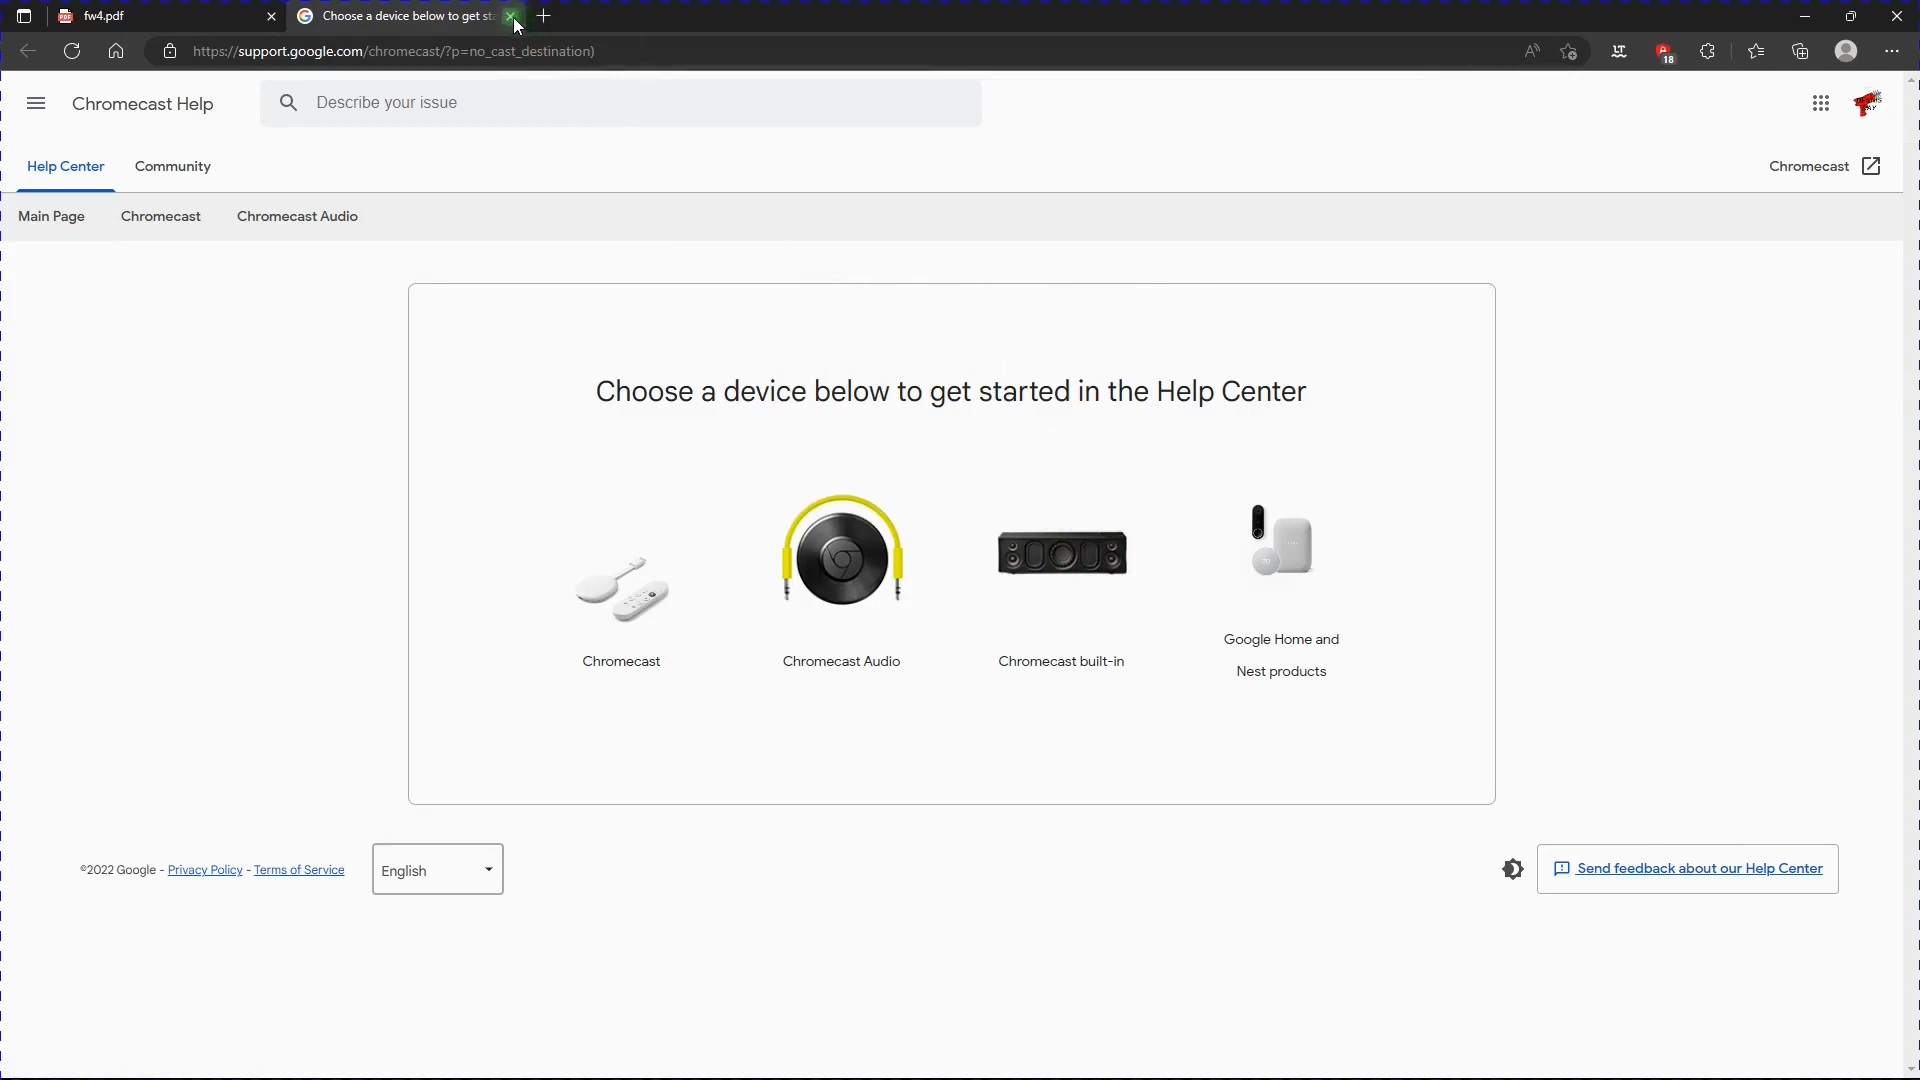 fw4.pdf
Choose a device below to get st
https://support.google.com/chromecast/?p=no_cast_destination)
18
Chromecast Help
Describe your issue
Help Center
Community
Chromecast
Main Page
Chromecast
Chromecast Audio
Choose a device below to get started in the Help Center
Chromecast
Chromecast Audio
Chromecast built-in
Google Home and
Nest products
©2022 Google - Privacy Policy - Terms of Service
English
Send feedback about our Help Center